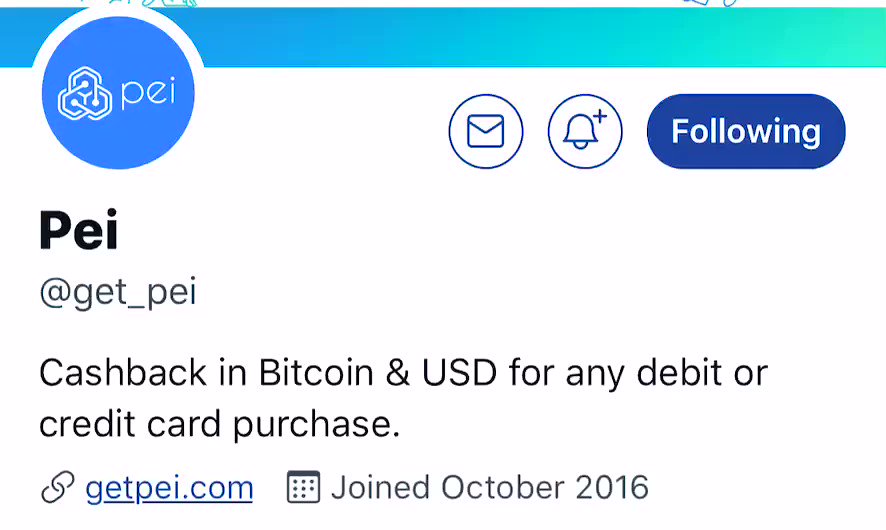 pei
Following
Pei
@get_pei
Cashback in Bitcoin & USD for any debit or
credit card purchase.
getpei.com Joined October 2016